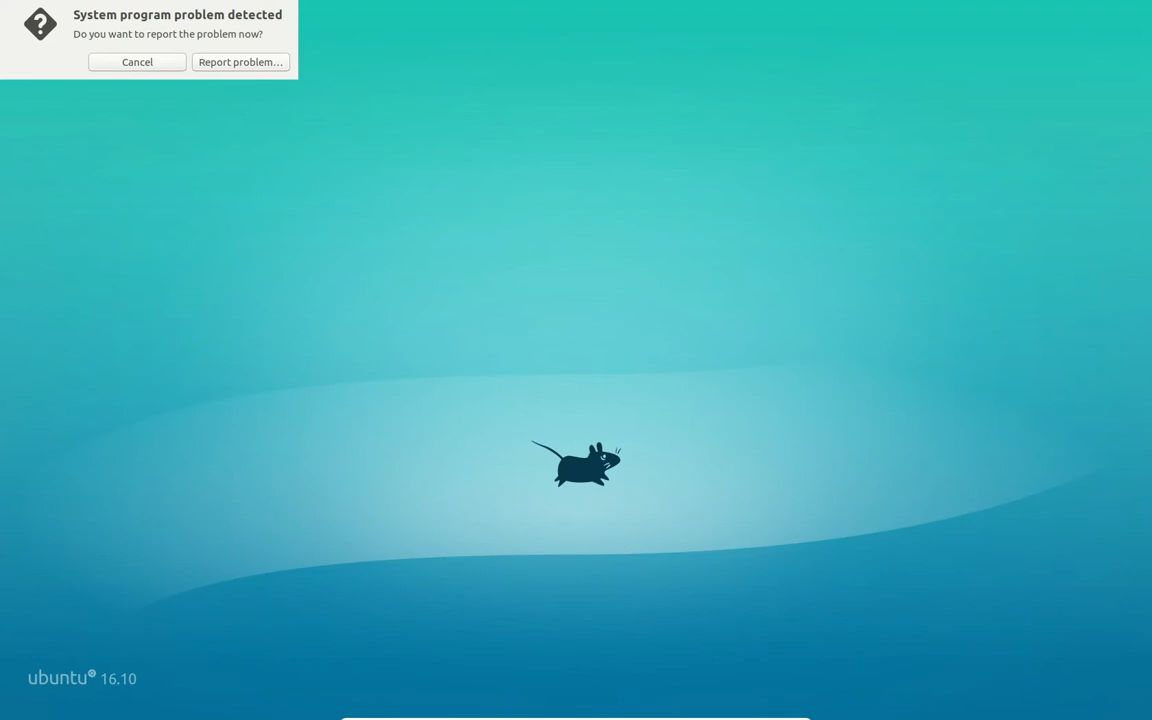 System program problem detected
Do you want to report the problem now?
Cancel
Report problem…
ubuntu 16.10